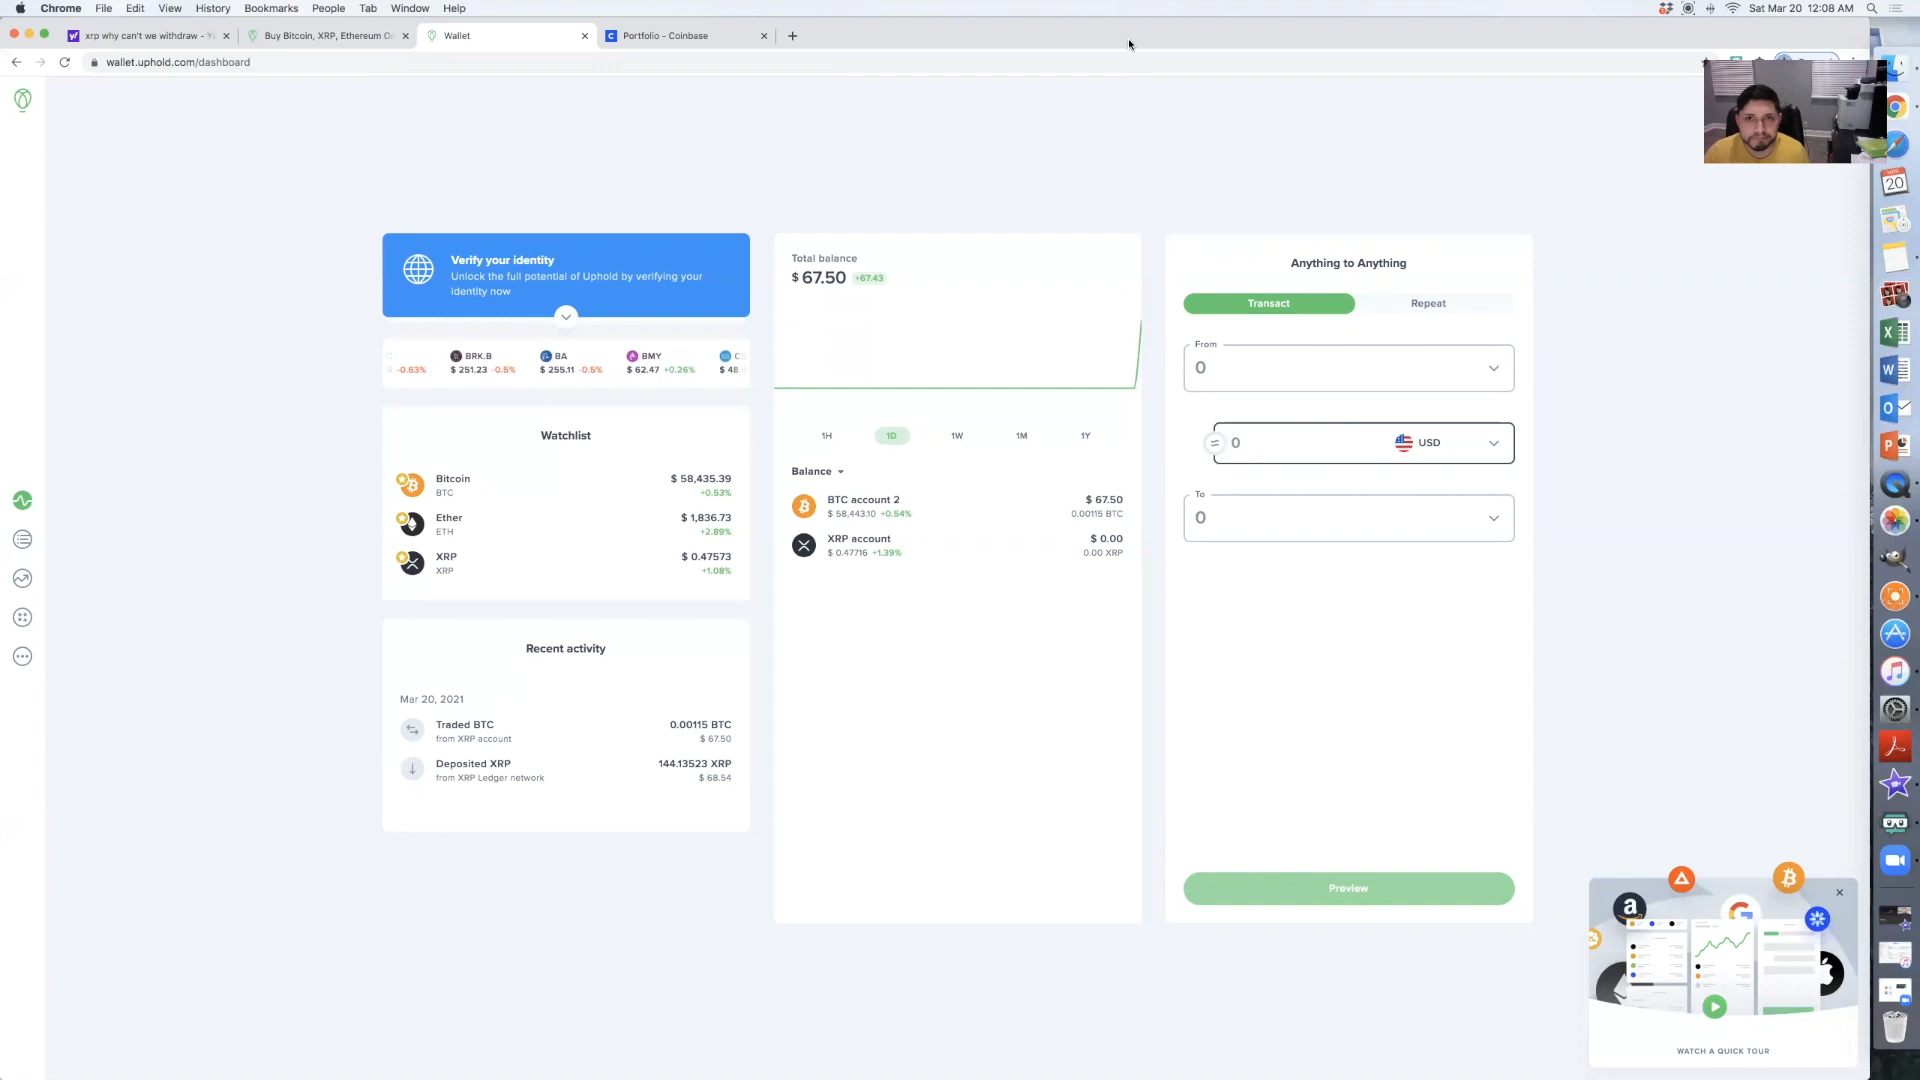 Chrome File Edit View History Bookmarks People Tab Window Help
Sat Mar 20 12:08 AM
xrp why can't we withdraw - Ya
Buy Bitcoin, XRP, Ethereum O
Wallet
Portfolio - Coinbase
wallet.uphold.com/dashboard
Verify your identity
Unlock the full potential of Uphold by verifying your
identity now
BRK.B BA BMY
-0.63% $ 251.23 -0.5% $ 255.11 -0.5% $ 62.47 +0.26% $ 48
Watchlist
Bitcoin $ 58,435.39
BTC +0.53%
Ether $ 1,836.73
ETH +2.89%
XRP $ 0.47573
XRP +1.08%
Recent activity
Mar 20, 2021
Traded BTC 0.00115 BTC
from XRP account $ 67.50
Deposited XRP 144.13523 XRP
from XRP Ledger network $ 68.54
Total balance
$ 67.50 +67.43
1H 1D 1W 1M 1Y
Balance
BTC account 2 $ 67.50
$ 58,443.10 +0.54% 0.00115 BTC
XRP account $ 0.00
$ 0.47716 +1.39% 0.00 XRP
Anything to Anything
Transact Repeat
From
0
0 USD
To
0
Preview
WATCH A QUICK TOUR
20